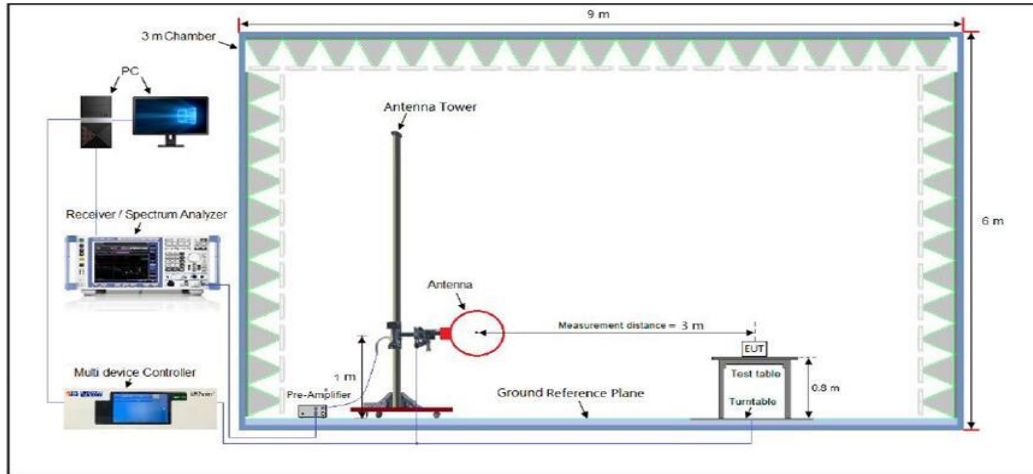 9 m
3 m Chamber
PC
Antenna Tower
Receiver / Spectrum Analyzer
6 m
Antenna
Measurement distance = 3 m
EUT
1 m
Multi device Controller
Test table
0.8 m
Pre-Amplifier
Ground Reference Plane
Turntable